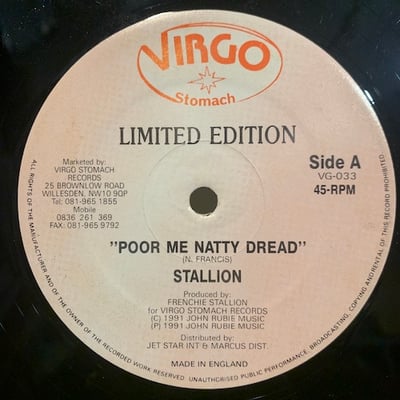 VIRGO
Stomach
LIMITED EDITION
Marketed by:
VIRGO STOMACH
RECORDS
25 BROWNLOW ROAD
WILLESDEN, NW10 9QP
Tel: 081-965 1855
Mobile
0836 261 369
FAX: 081-965 9792
Side A
VG-033
45-RPM
"POOR ME NATTY DREAD"
(N. FRANCIS)
STALLION
Produced by:
FRENCHIE STALLION
for VIRGO STOMACH RECORDS
(C) 1991 JOHN RUBIE MUSIC
(P) 1991 JOHN RUBIE MUSIC
Distributed by:
JET STAR INT & MARCUS DIST.
MADE IN ENGLAND
ALL RIGHTS OF THE MANUFACTURER AND OF THE OWNER OF THE RECORDED WORK RESERVED. UNAUTHORISED PUBLIC PERFORMANCE, BROADCASTING, COPYING AND RENTAL OF THIS RECORD PROHIBITED.